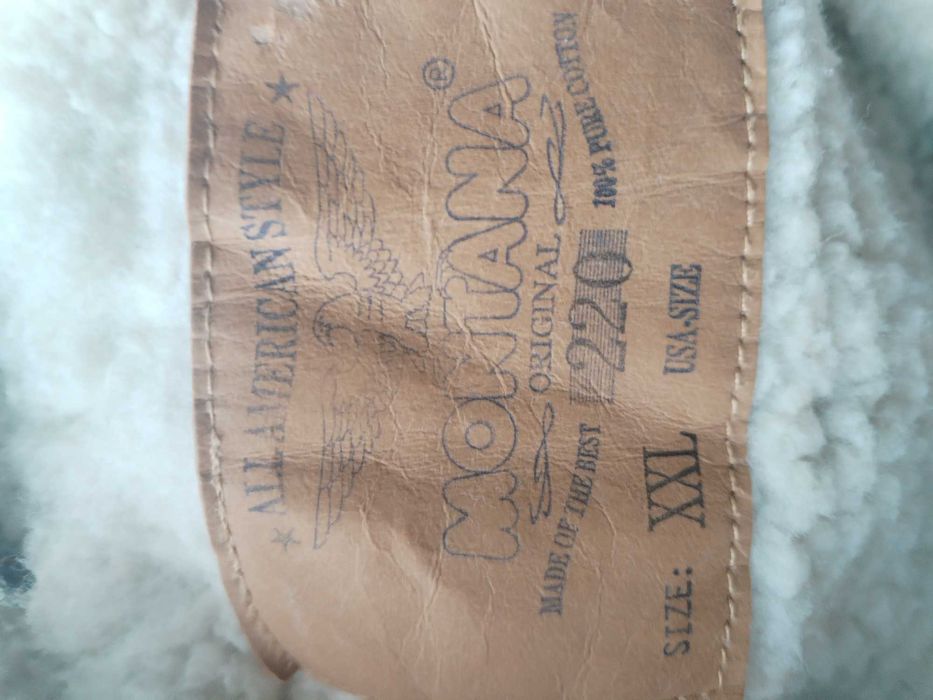 ★ ALL AMERICAN STYLE ★
MONTANA®
ORIGINAL
MADE OF THE BEST 220 100% PURE COTTON
SIZE: XXL USA-SIZE